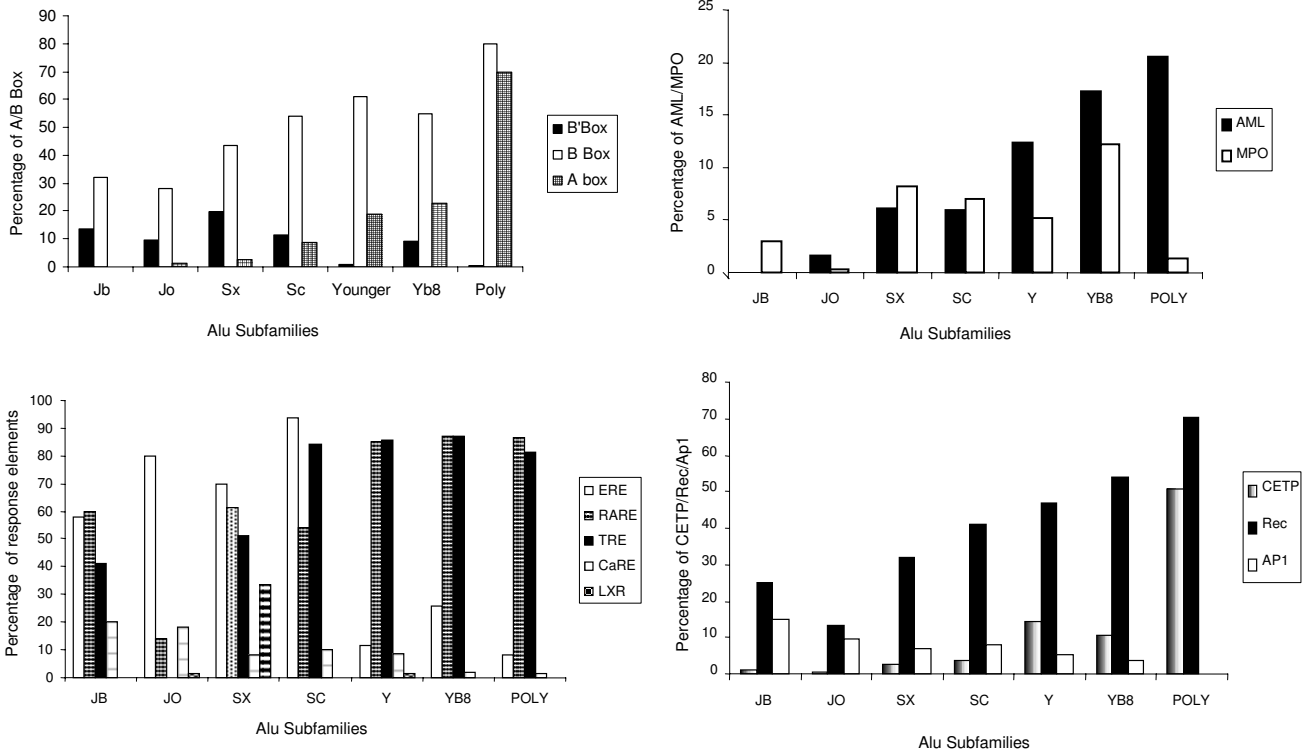 Percentage of A/B Box
90
80
70
60
50
40
30
20
10
0
Jb Jo Sx Sc Younger Yb8 Poly
Alu Subfamilies
B'Box
B Box
A box
Percentage of AML/MPO
25
20
15
10
5
0
JB JO SX SC Y YB8 POLY
Alu Subfamilies
AML
MPO
Percentage of response elements
100
90
80
70
60
50
40
30
20
10
0
JB JO SX SC Y YB8 POLY
Alu Subfamilies
ERE
RARE
TRE
CaRE
LXR
Percentage of CETP/Rec/Ap1
80
70
60
50
40
30
20
10
0
JB JO SX SC Y YB8 POLY
Alu Subfamilies
CETP
Rec
AP1